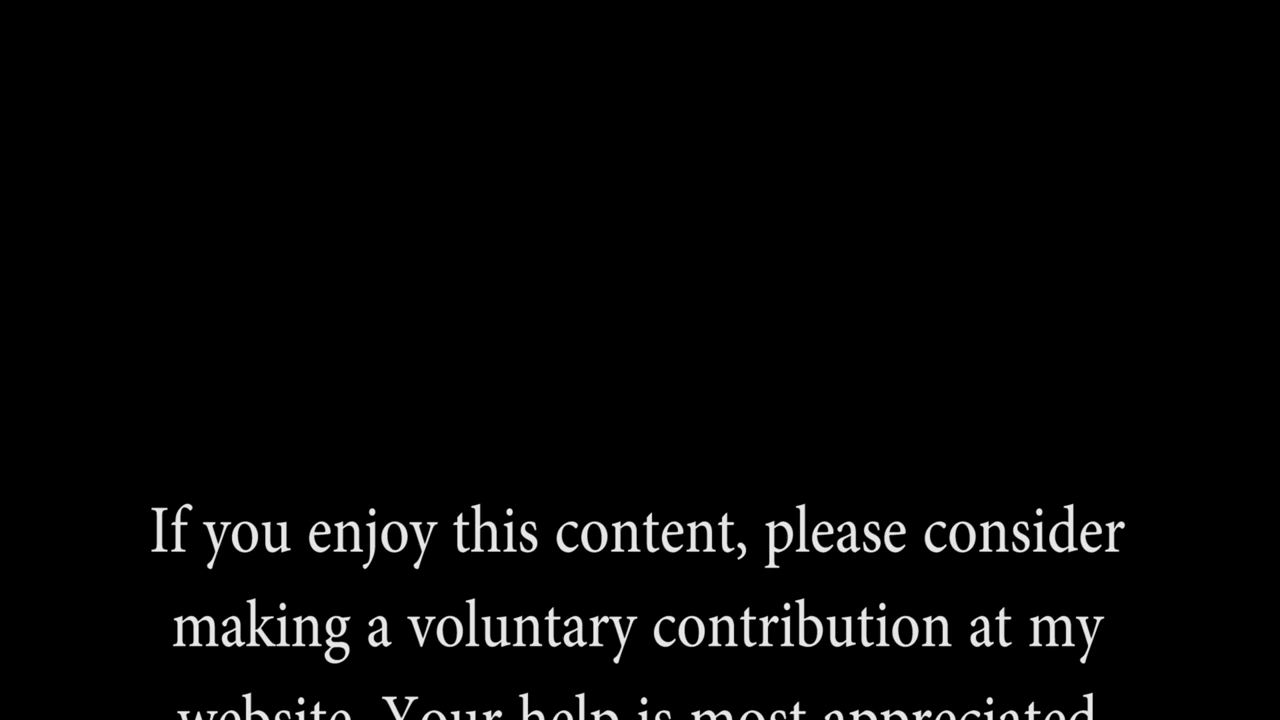 If you enjoy this content, please consider
making a voluntary contribution at my
website. Your help is most appreciated.